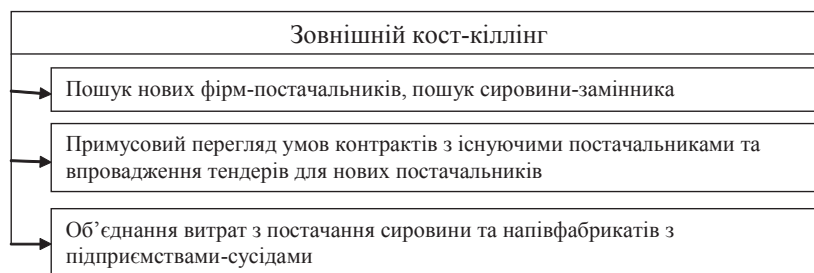 Зовнішній кост-кіллінг
Пошук нових фірм-постачальників, пошук сировини-замінника
Примусовий перегляд умов контрактів з існуючими постачальниками та
впровадження тендерів для нових постачальників
Об’єднання витрат з постачання сировини та напівфабрикатів з
підприємствами-сусідами